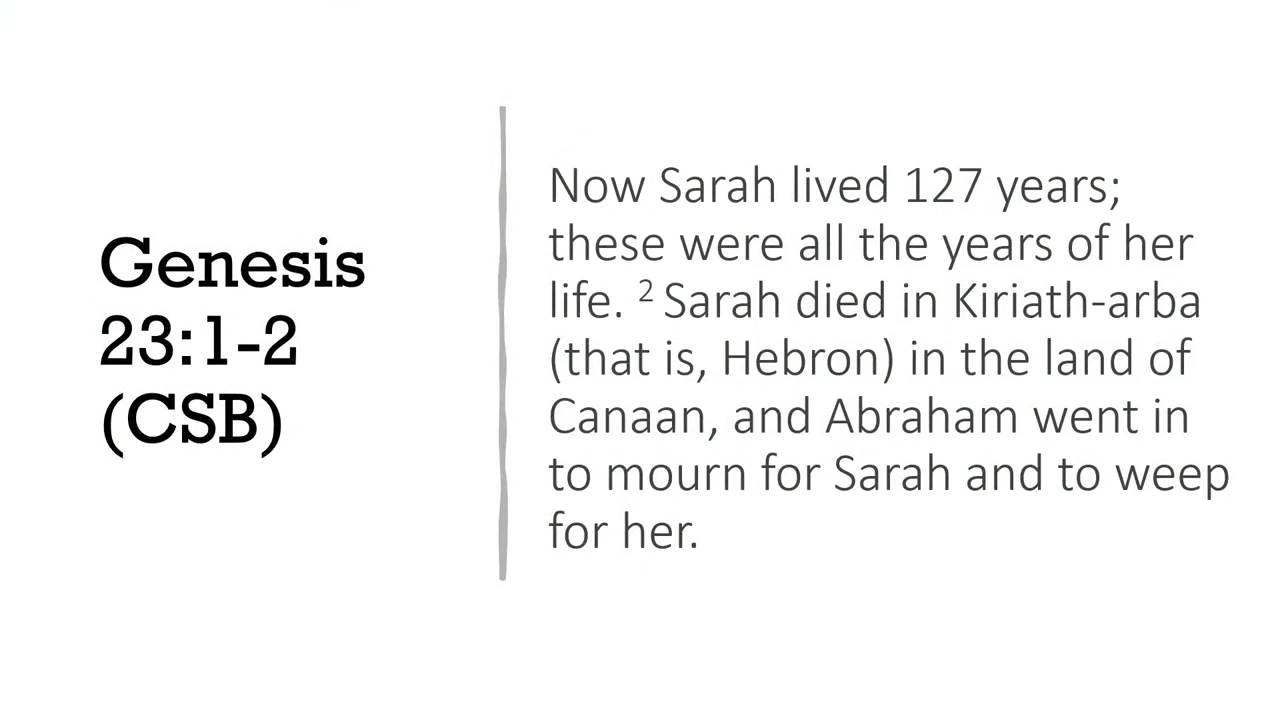 Genesis
23:1-2
(CSB)
Now Sarah lived 127 years;
these were all the years of her
life. ² Sarah died in Kiriath-arba
(that is, Hebron) in the land of
Canaan, and Abraham went in
to mourn for Sarah and to weep
for her.